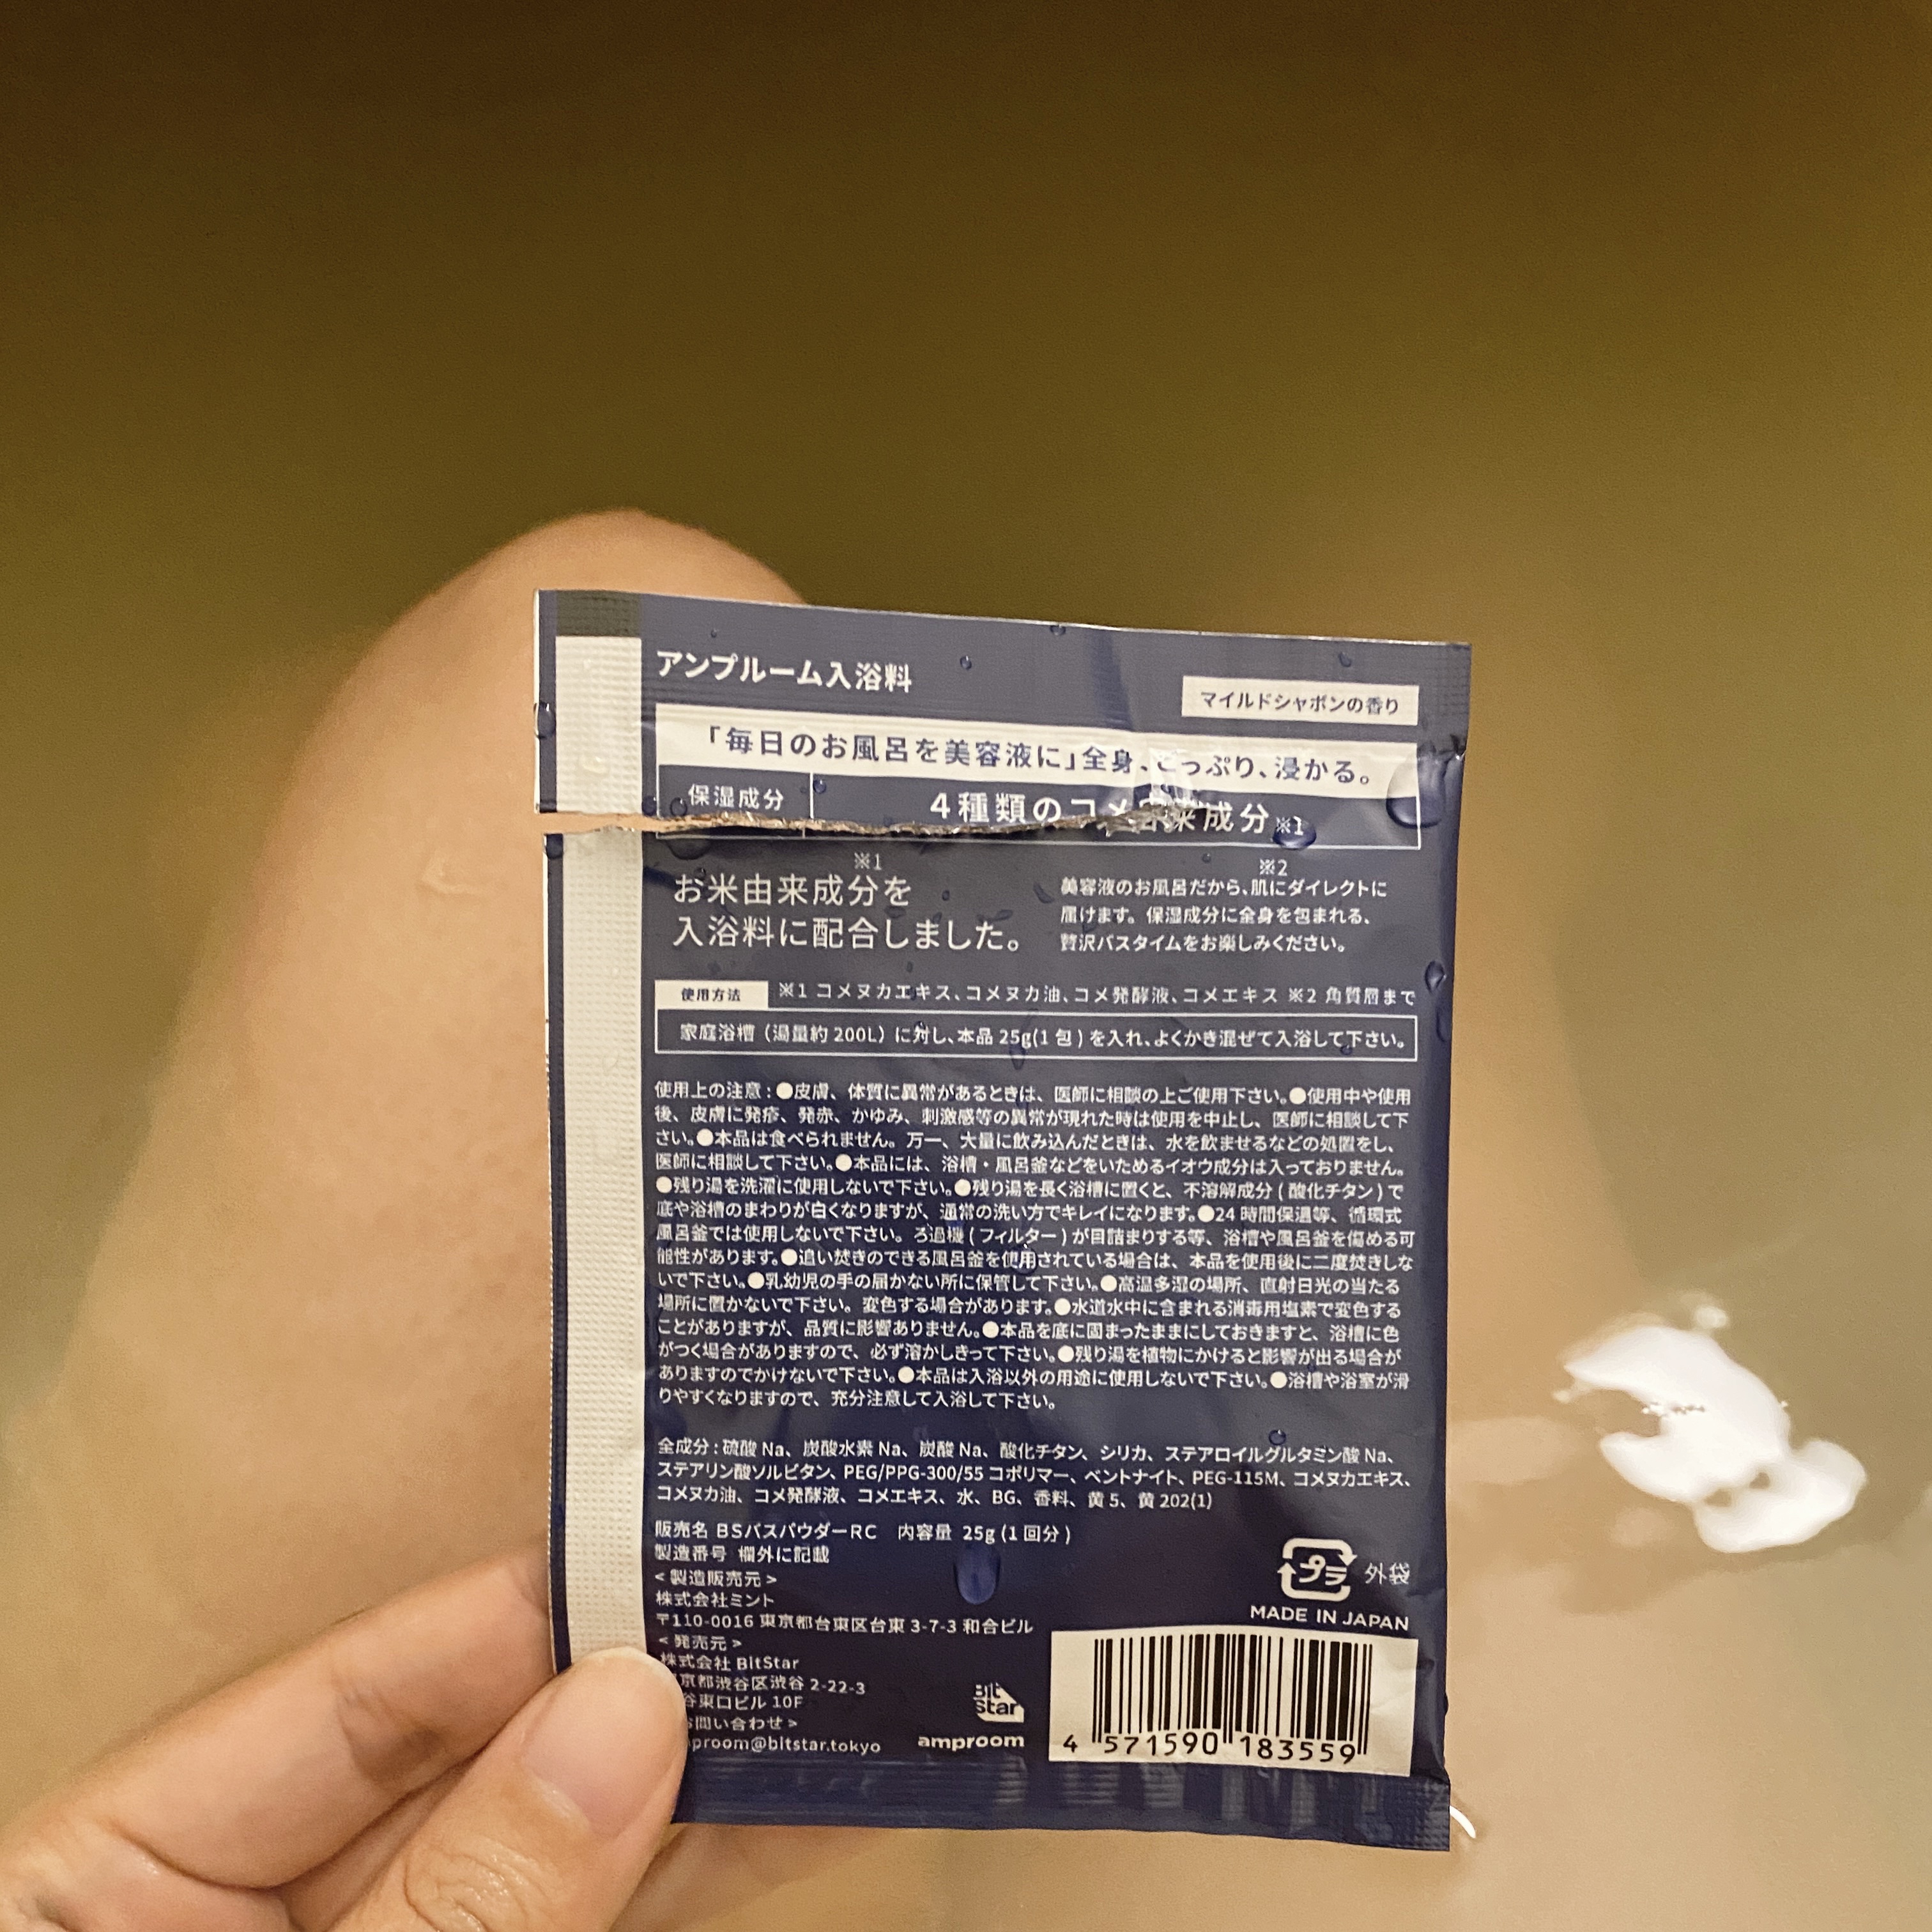 アンプルーム入浴料
マイルドシャボンの香り
「毎日のお風呂を美容液に」全身、とっぷり、浸かる。
保湿成分
4種類のコメ由来成分※1
※1
お米由来成分を
入浴料に配合しました。
※2
美容液のお風呂だから、肌にダイレクトに
届けます。保湿成分に全身を包まれる、
贅沢バスタイムをお楽しみください。
使用方法
※1 コメヌカエキス、コメヌカ油、コメ発酵液、コメエキス ※2 角質層まで
家庭浴槽（湯量約 200L）に対し、本品 25g(1 包) を入れ、よくかき混ぜて入浴して下さい。
使用上の注意 : ●皮膚、体質に異常があるときは、医師に相談の上ご使用下さい。●使用中や使用
後、皮膚に発疹、発赤、かゆみ、刺激感等の異常が現れた時は使用を中止し、医師に相談して下
さい。●本品は食べられません。万一、大量に飲み込んだときは、水を飲ませるなどの処置をし、
医師に相談して下さい。●本品には、浴槽・風呂釜などをいためるイオウ成分は入っておりません。
●残り湯を洗濯に使用しないで下さい。●残り湯を長く浴槽に置くと、不溶解成分 ( 酸化チタン ) で
底や浴槽のまわりが白くなりますが、通常の洗い方でキレイになります。●24 時間保温等、循環式
風呂釜では使用しないで下さい。ろ過機 ( フィルター ) が目詰まりする等、浴槽や風呂釜を傷める可
能性があります。●追い焚きのできる風呂釜を使用されている場合は、本品を使用後に二度焚きしな
いで下さい。●乳幼児の手の届かない所に保管して下さい。●高温多湿の場所、直射日光の当たる
場所に置かないで下さい。変色する場合があります。●水道水中に含まれる消毒用塩素で変色する
ことがありますが、品質に影響ありません。●本品を底に固まったままにしておきますと、浴槽に色
がつく場合がありますので、必ず溶かしきって下さい。●残り湯を植物にかけると影響が出る場合が
ありますのでかけないで下さい。●本品は入浴以外の用途に使用しないで下さい。●浴槽や浴室が滑
りやすくなりますので、充分注意して入浴して下さい。
全成分 : 硫酸 Na、炭酸水素 Na、炭酸 Na、酸化チタン、シリカ、ステアロイルグルタミン酸 Na、
ステアリン酸ソルビタン、PEG/PPG-300/55 コポリマー、ベントナイト、PEG-115M、コメヌカエキス、
コメヌカ油、コメ発酵液、コメエキス、水、BG、香料、黄 5、黄 202(1)
販売名 BSバスパウダーRC 内容量 25g (1 回分 )
製造番号 欄外に記載
< 製造販売元 >
株式会社ミント
〒110-0016 東京都台東区台東 3-7-3 和合ビル
< 発売元 >
株式会社 BitStar
京都渋谷区渋谷 2-22-3
谷東口ビル 10F
問い合わせ >
proom@bitstar.tokyo
Bit
Star
amproom
プラ
外袋
MADE IN JAPAN
4 571590 183559